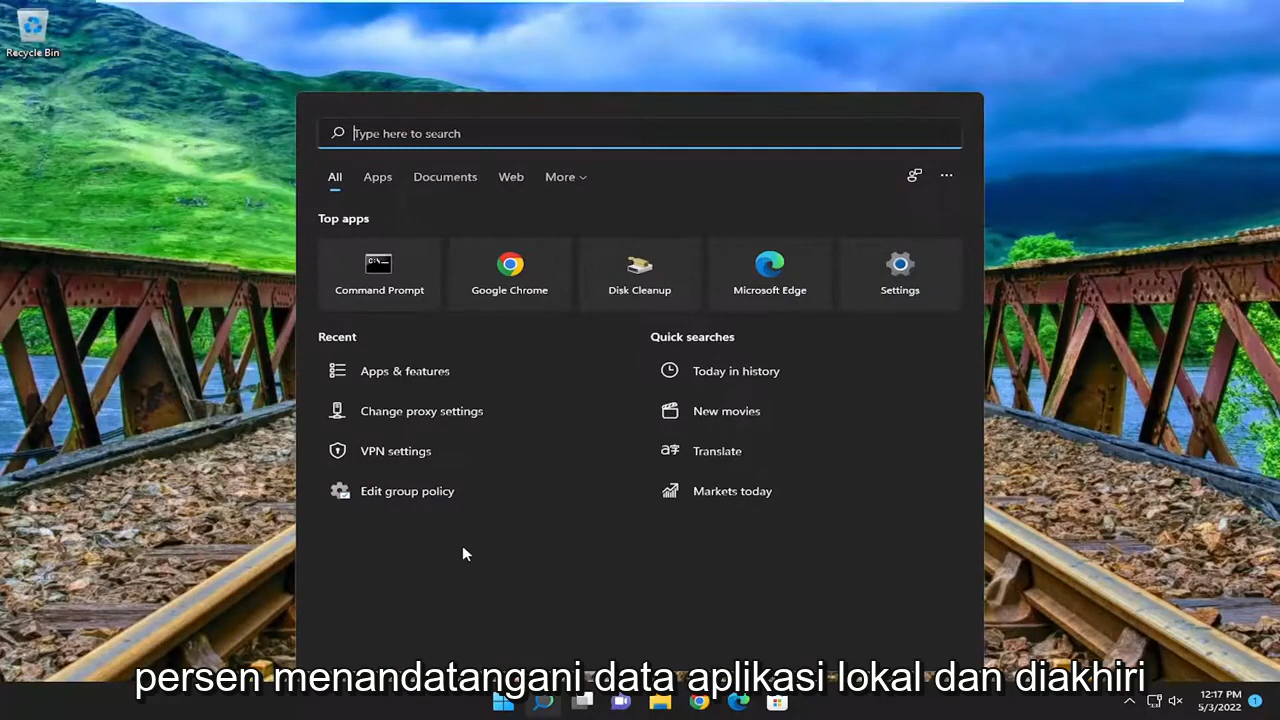 Recycle Bin
Type here to search
All Apps Documents Web More
Top apps
Command Prompt Google Chrome Disk Cleanup Microsoft Edge Settings
Recent Quick searches
Apps & features Today in history
Change proxy settings New movies
VPN settings Translate
Edit group policy Markets today
persen menandatangani data aplikasi lokal dan diakhiri
12:17 PM
5/3/2022 1